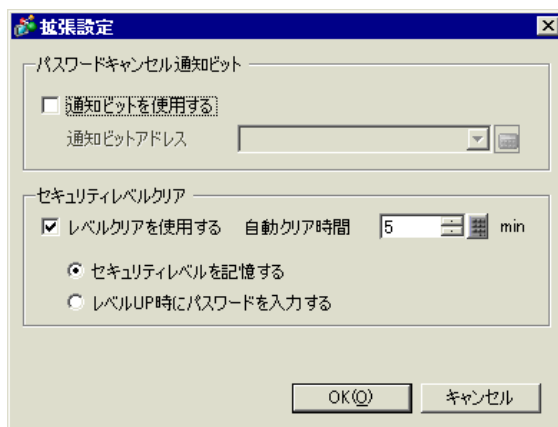 拡張設定
パスワードキャンセル通知ビット
通知ビットを使用する
通知ビットアドレス
セキュリティレベルクリア
レベルクリアを使用する 自動クリア時間 5 min
セキュリティレベルを記憶する
レベルUP時にパスワードを入力する
OK(O) キャンセル